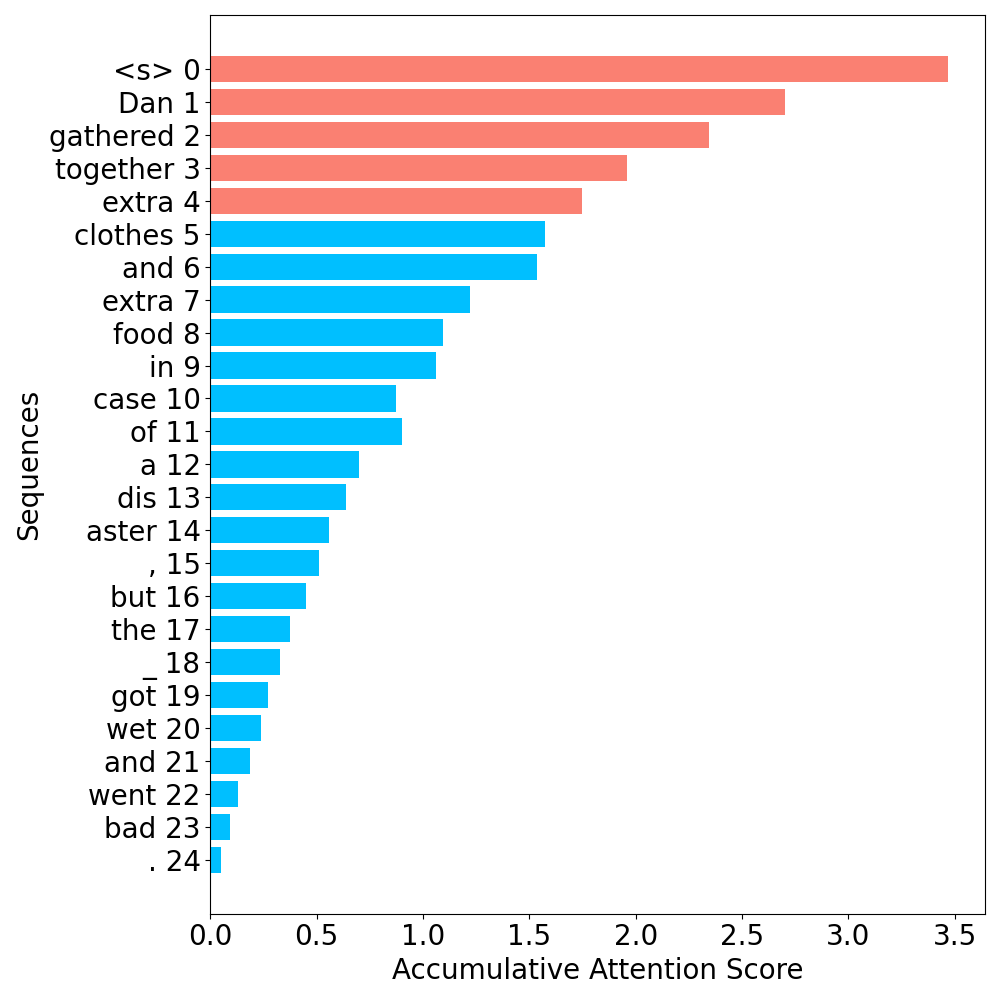 <s> 0
Dan 1
gathered 2
together 3
extra 4
clothes 5
and 6
extra 7
food 8
in 9
case 10
of 11
a 12
dis 13
aster 14
, 15
but 16
the 17
_ 18
got 19
wet 20
and 21
went 22
bad 23
. 24
Sequences
0.0 0.5 1.0 1.5 2.0 2.5 3.0 3.5
Accumulative Attention Score